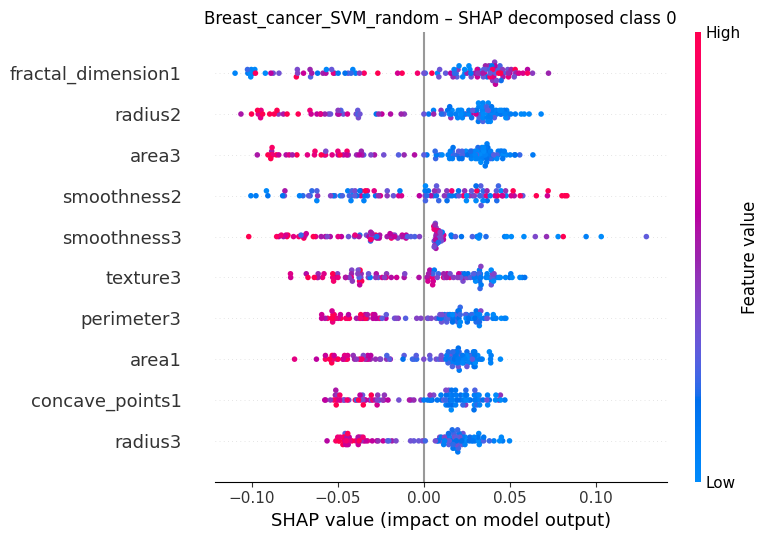 Breast_cancer_SVM_random – SHAP decomposed class 0
High
fractal_dimension1
radius2
area3
smoothness2
smoothness3
texture3
perimeter3
area1
concave_points1
radius3
Feature value
Low
−0.10 −0.05 0.00 0.05 0.10
SHAP value (impact on model output)